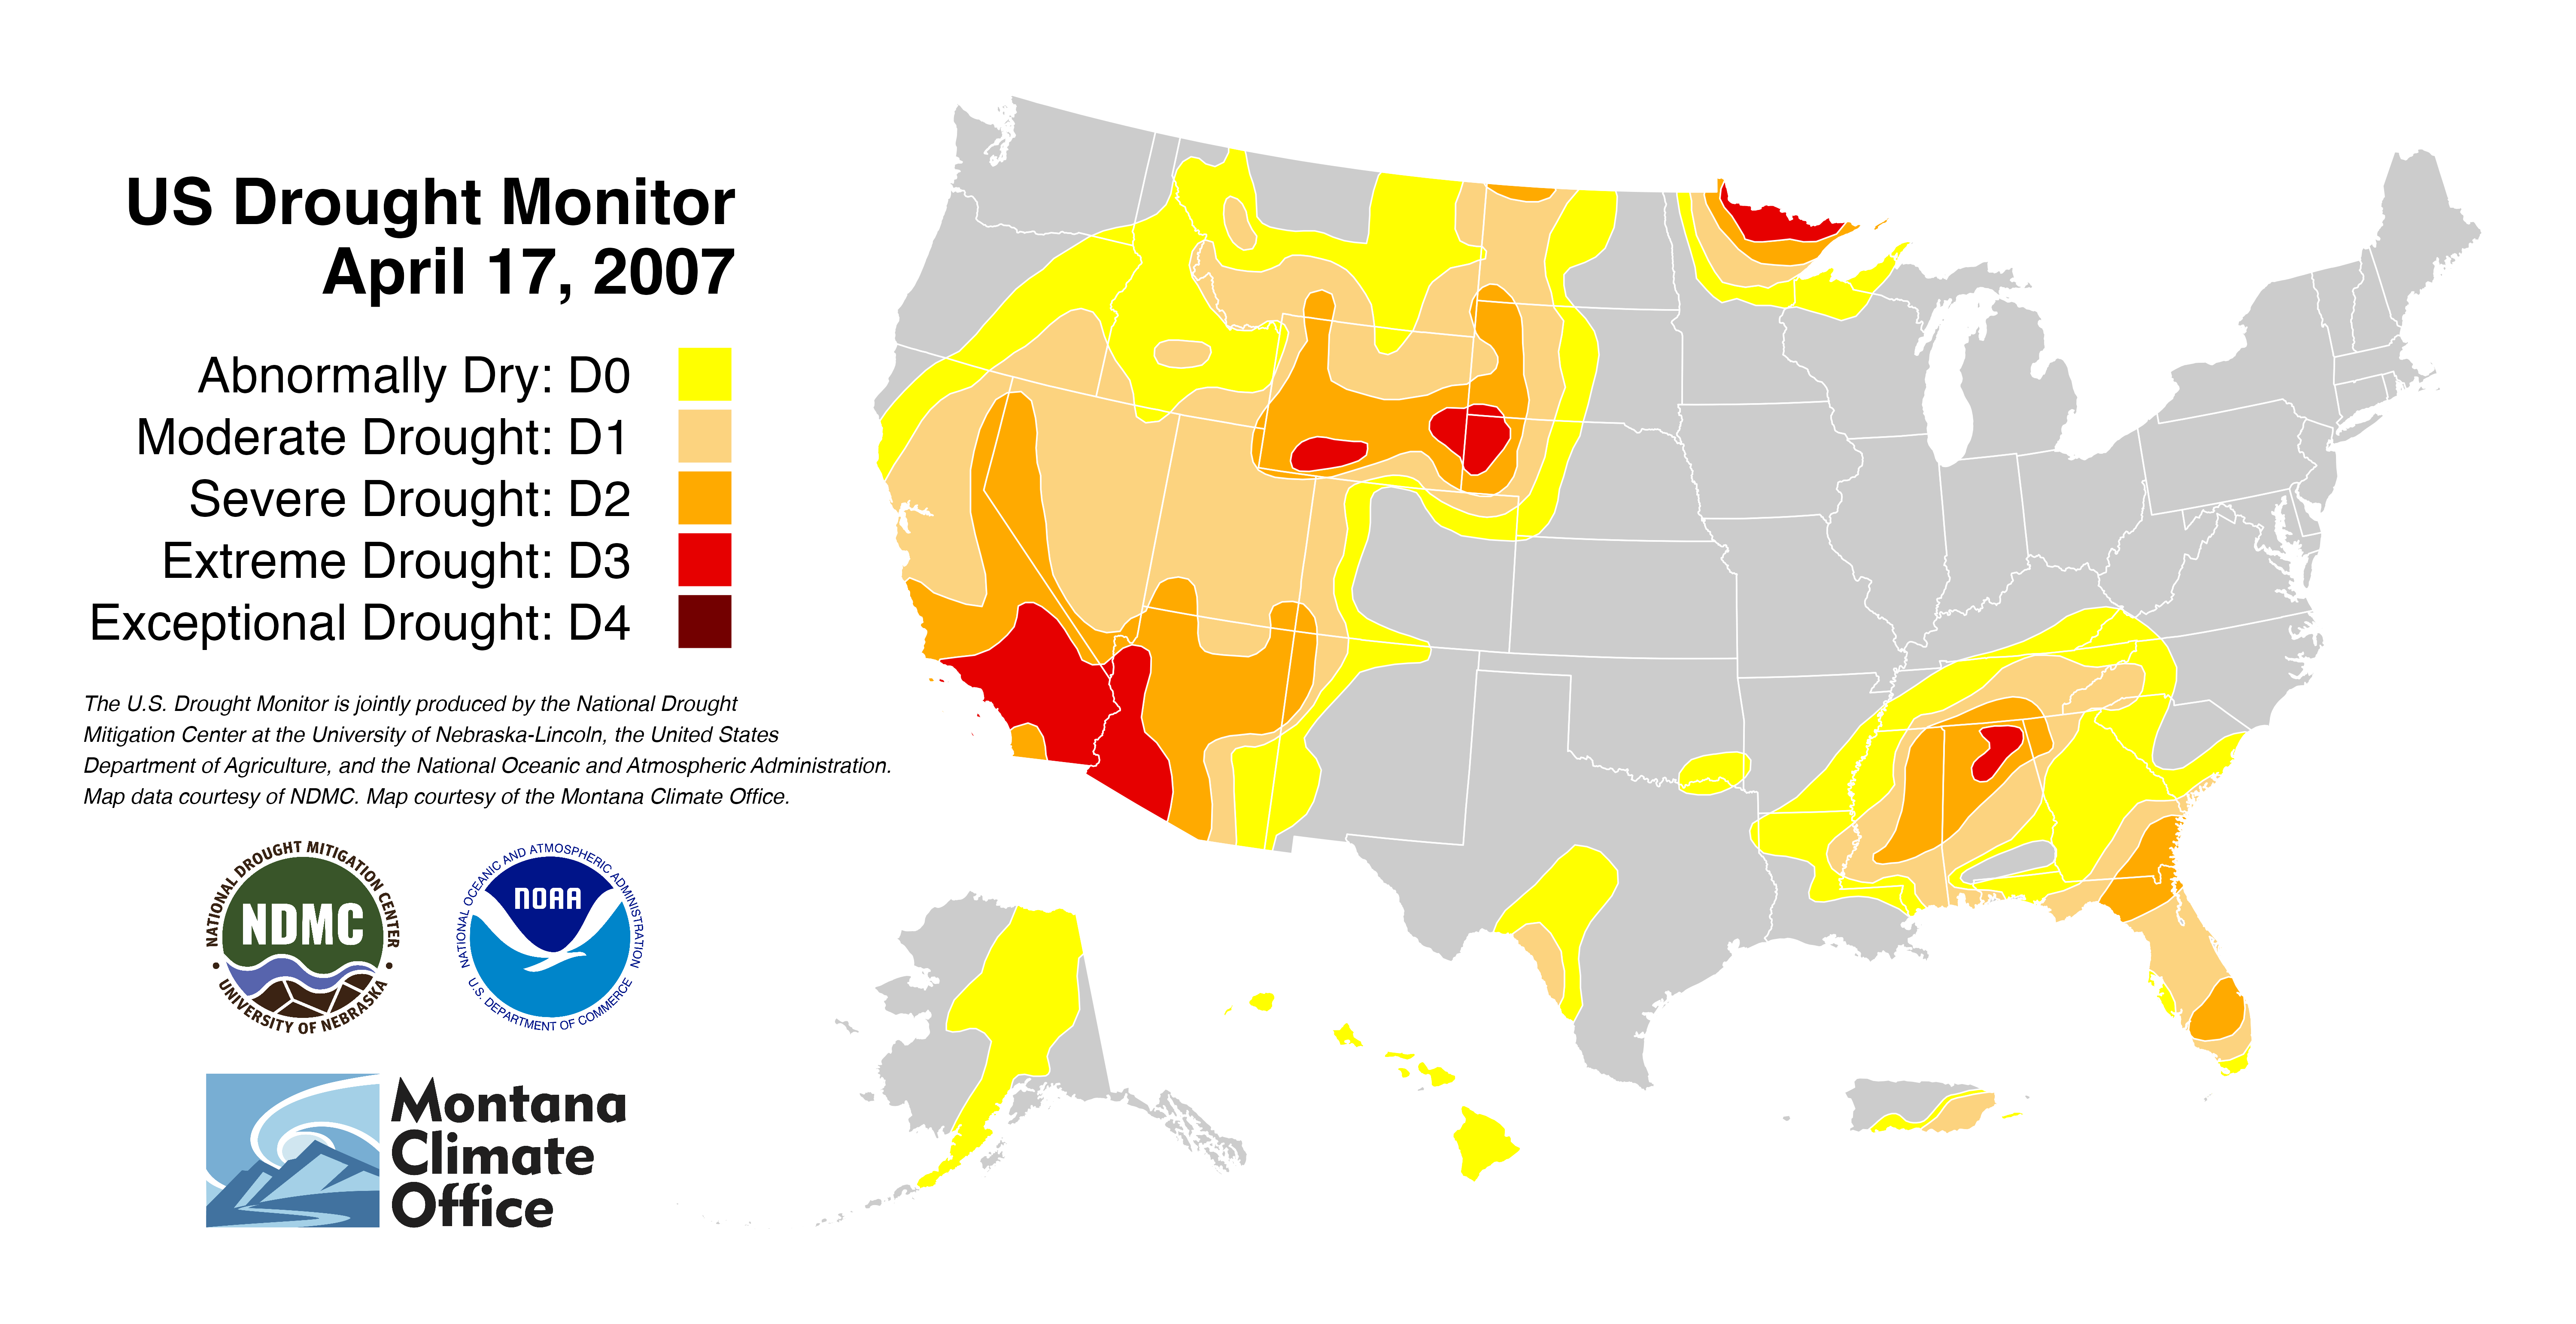 US Drought Monitor
April 17, 2007
Abnormally Dry: D0
Moderate Drought: D1
Severe Drought: D2
Extreme Drought: D3
Exceptional Drought: D4
The U.S. Drought Monitor is jointly produced by the National Drought
Mitigation Center at the University of Nebraska-Lincoln, the United States
Department of Agriculture, and the National Oceanic and Atmospheric Administration.
Map data courtesy of NDMC. Map courtesy of the Montana Climate Office.
NATIONAL DROUGHT MITIGATION CENTER
NDMC
• UNIVERSITY OF NEBRASKA •
NATIONAL OCEANIC AND ATMOSPHERIC ADMINISTRATION
NOAA
U.S. DEPARTMENT OF COMMERCE
Montana
Climate
Office